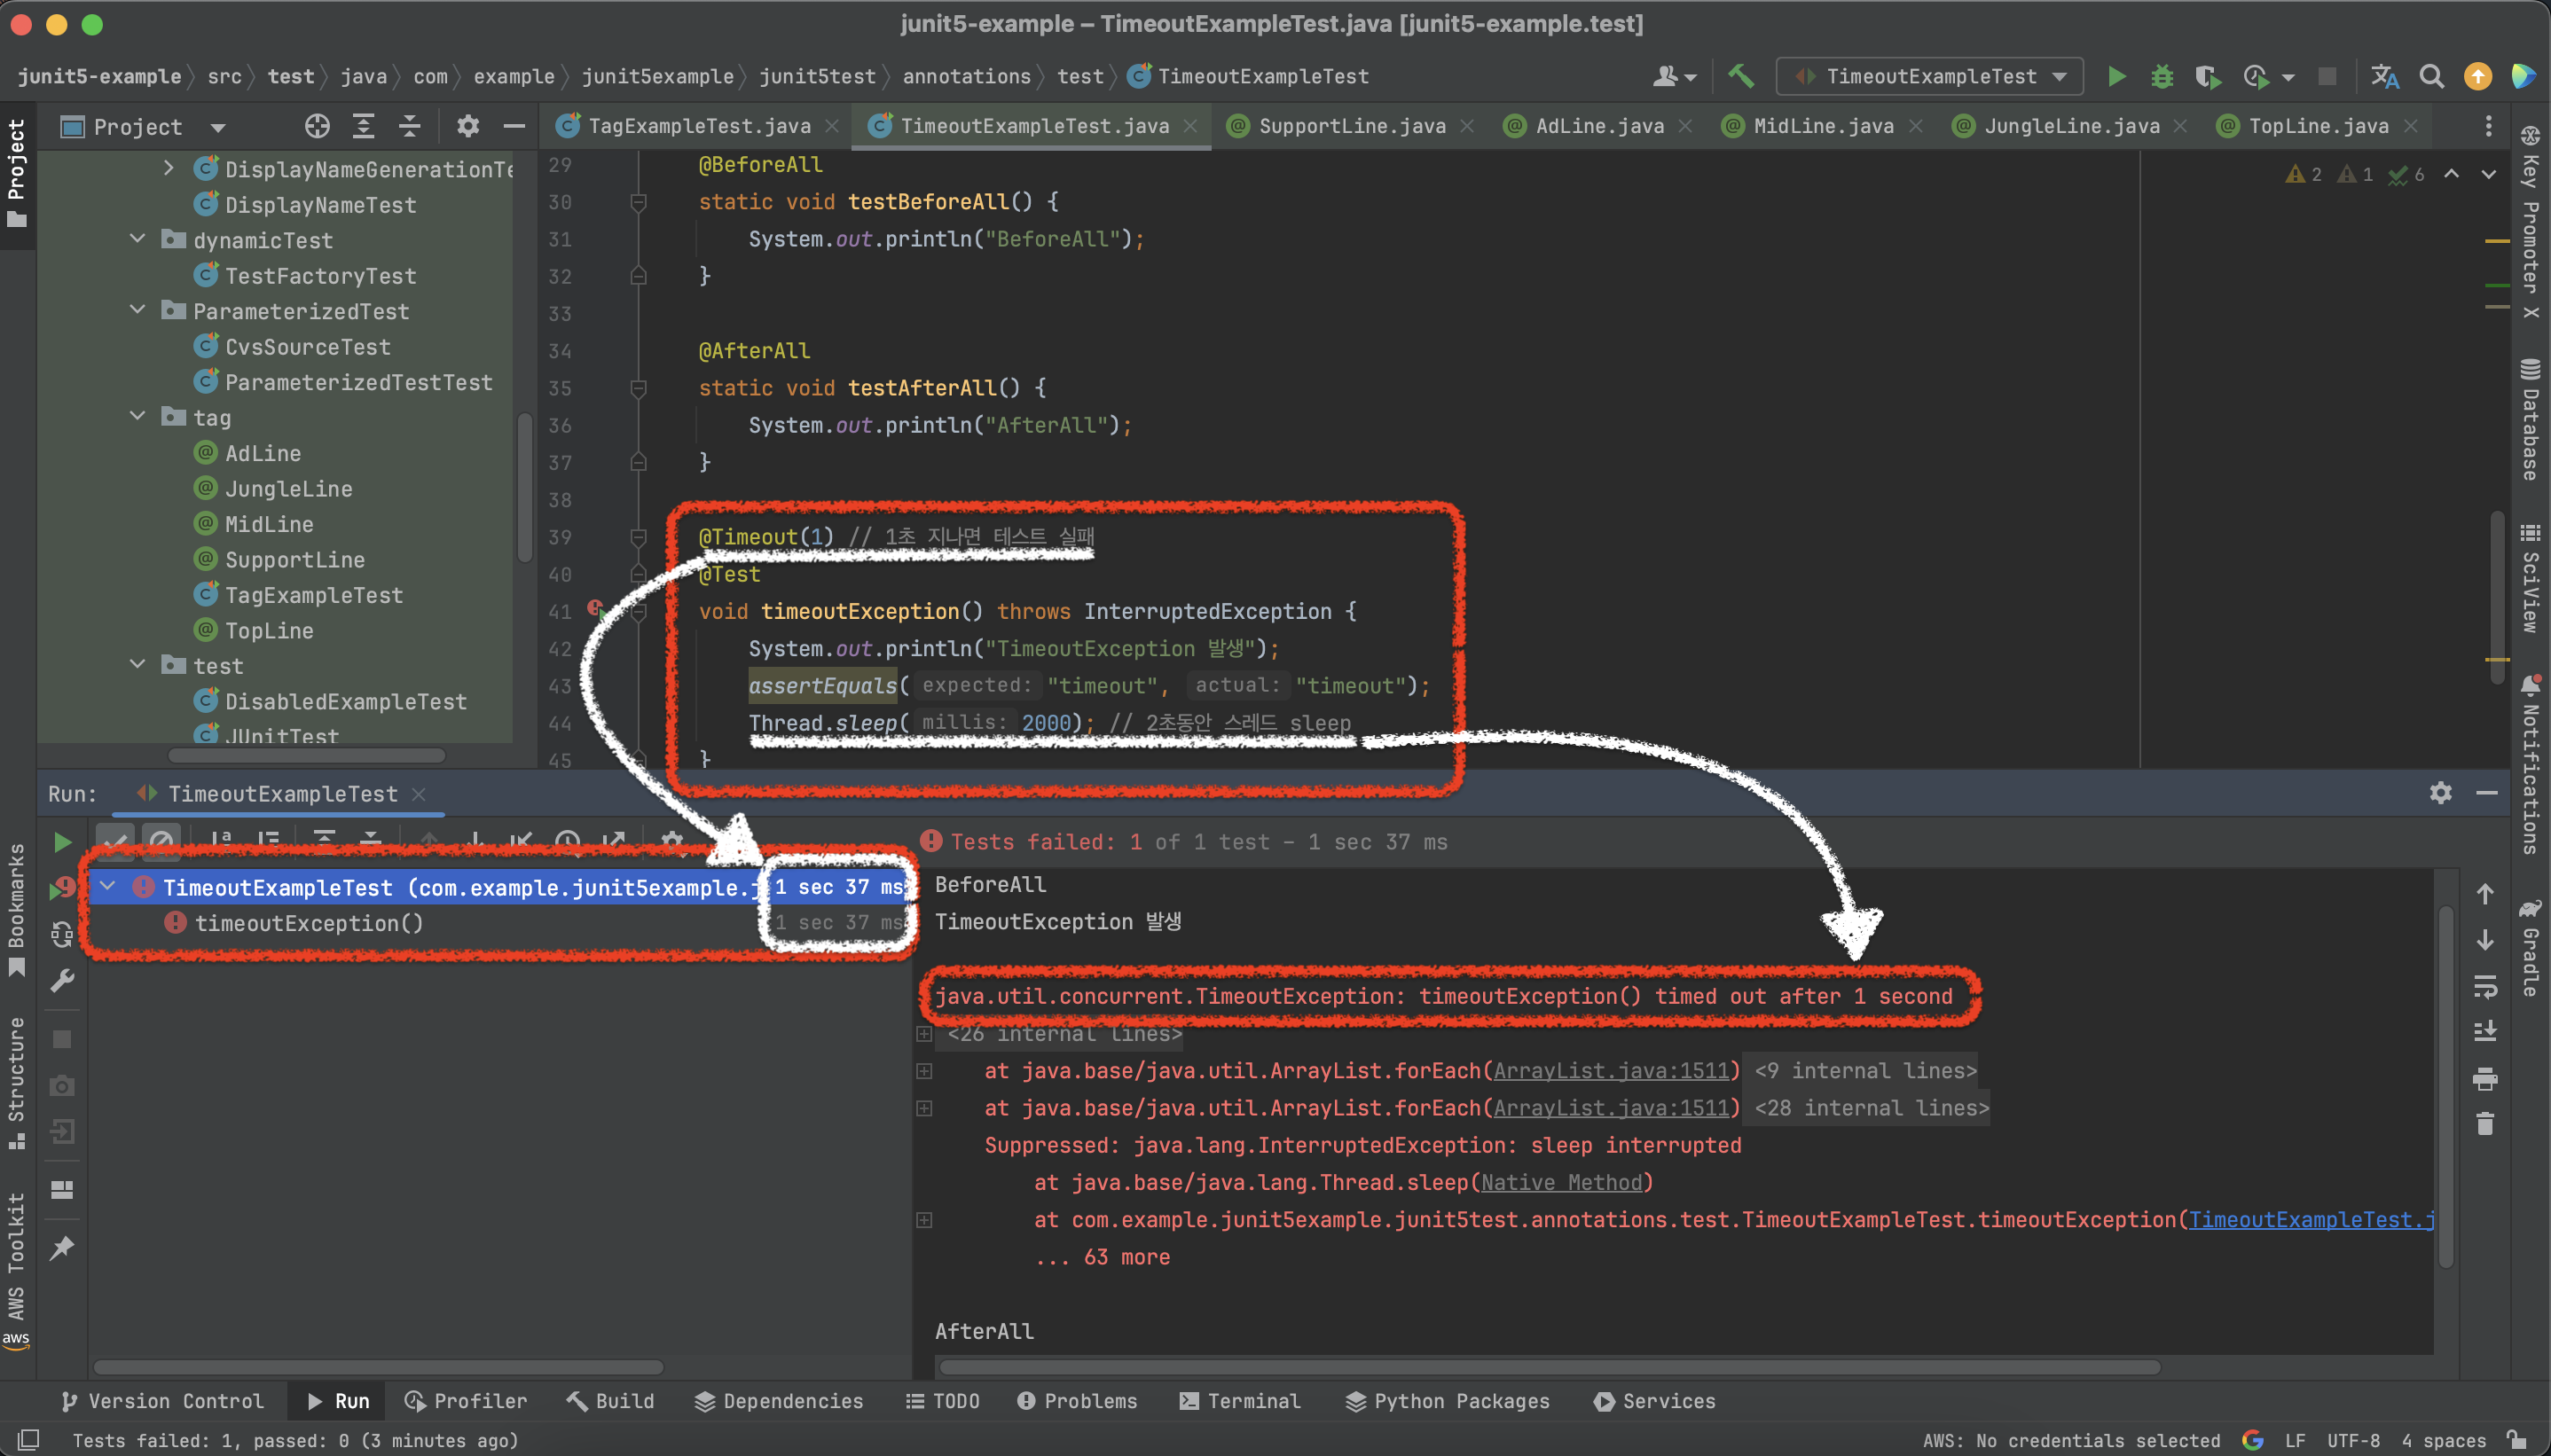 junit5-example – TimeoutExampleTest.java [junit5-example.test]
junit5-example src test java com example junit5example junit5test annotations test TimeoutExampleTest
TimeoutExampleTest
Project
TagExampleTest.java TimeoutExampleTest.java SupportLine.java AdLine.java MidLine.java JungleLine.java TopLine.java
Project
DisplayNameGenerationTe
DisplayNameTest
dynamicTest
TestFactoryTest
ParameterizedTest
CvsSourceTest
ParameterizedTestTest
tag
AdLine
JungleLine
MidLine
SupportLine
TagExampleTest
TopLine
test
DisabledExampleTest
JUnitTest
2 1 6
29 @BeforeAll
30 static void testBeforeAll() {
31 System.out.println("BeforeAll");
32 }
33
34 @AfterAll
35 static void testAfterAll() {
36 System.out.println("AfterAll");
37 }
38
39 @Timeout(1) // 1초 지나면 테스트 실패
40 @Test
41 void timeoutException() throws InterruptedException {
42 System.out.println("TimeoutException 발생");
43 assertEquals( expected: "timeout", actual: "timeout");
44 Thread.sleep( millis: 2000); // 2초동안 스레드 sleep
45 }
Key Promoter X
Database
SciView
Notifications
Gradle
Run: TimeoutExampleTest
Tests failed: 1 of 1 test – 1 sec 37 ms
TimeoutExampleTest (com.example.junit5example.j 1 sec 37 ms
timeoutException() 1 sec 37 ms
BeforeAll
TimeoutException 발생
java.util.concurrent.TimeoutException: timeoutException() timed out after 1 second
<26 internal lines>
at java.base/java.util.ArrayList.forEach(ArrayList.java:1511) <9 internal lines>
at java.base/java.util.ArrayList.forEach(ArrayList.java:1511) <28 internal lines>
Suppressed: java.lang.InterruptedException: sleep interrupted
at java.base/java.lang.Thread.sleep(Native Method)
at com.example.junit5example.junit5test.annotations.test.TimeoutExampleTest.timeoutException(TimeoutExampleTest.j
... 63 more
AfterAll
Bookmarks
Structure
AWS Toolkit
aws
Version Control Run Profiler Build Dependencies TODO Problems Terminal Python Packages Services
Tests failed: 1, passed: 0 (3 minutes ago)
AWS: No credentials selected LF UTF-8 4 spaces